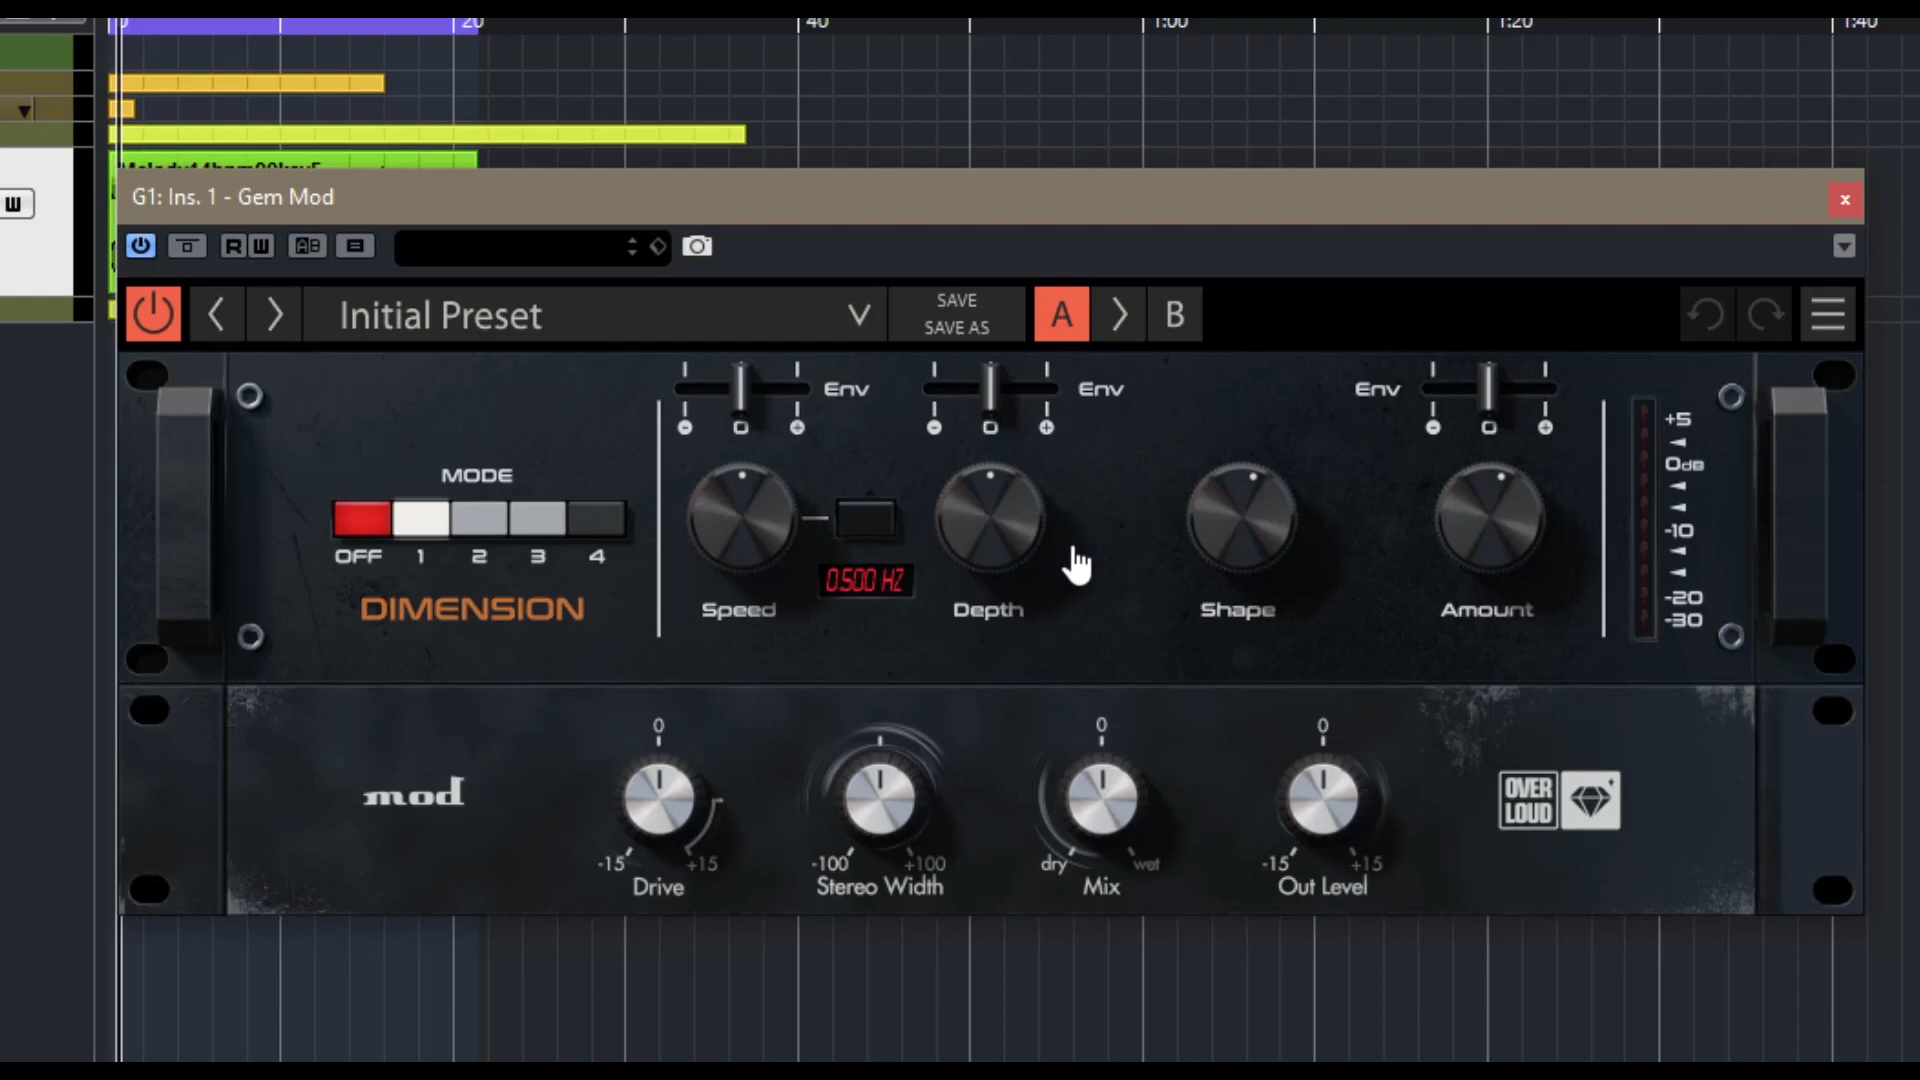 20
40
1:00
1:20
1:40
W
G1: Ins. 1 - Gem Mod
x
R W AB
Initial Preset
SAVE
SAVE AS
A
B
Env
Env
Env
0
0
0
MODE
OFF 1 2 3 4
DIMENSION
0.500 HZ
Speed
Depth
Shape
Amount
+5
0dB
-10
-20
-30
mod
0
-15 +15
Drive
-100 +100
Stereo Width
0
dry wet
Mix
0
-15 +15
Out Level
OVER
LOUD